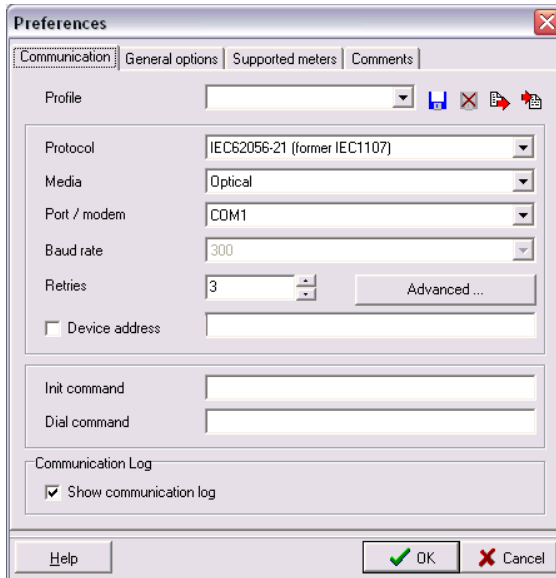 Preferences
Communication General options Supported meters Comments
Profile
Protocol IEC62056-21 (former IEC1107)
Media Optical
Port / modem COM1
Baud rate 300
Retries 3 Advanced ...
Device address
Init command
Dial command
Communication Log
Show communication log
Help OK Cancel